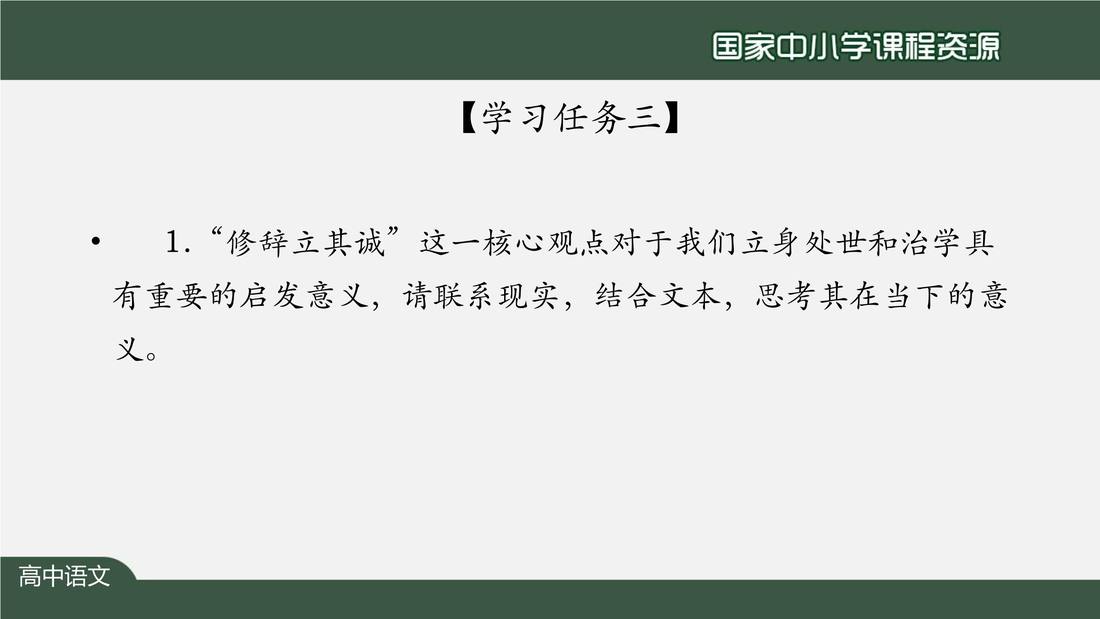 国家中小学课程资源
【学习任务三】
• 1.“修辞立其诚”这一核心观点对于我们立身处世和治学具
有重要的启发意义，请联系现实，结合文本，思考其在当下的意
义。
高中语文